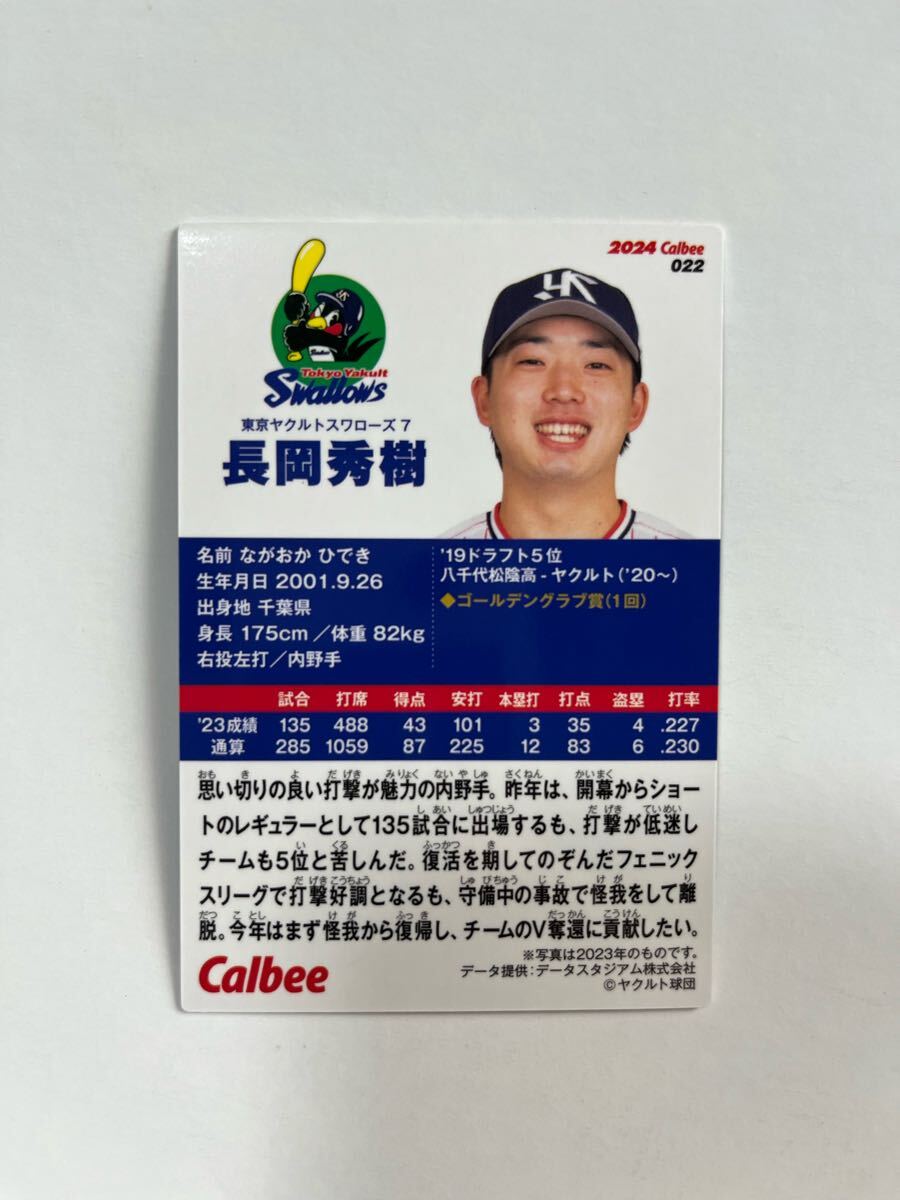 2024 Calbee
022
Tokyo Yakult
Swallows
東京ヤクルトスワローズ 7
長岡秀樹
名前 ながおか ひでき
生年月日 2001.9.26
出身地 千葉県
身長 175cm／体重 82kg
右投左打／内野手
'19ドラフト5位
八千代松陰高-ヤクルト('20～)
◆ゴールデングラブ賞(1回)
試合 打席 得点 安打 本塁打 打点 盗塁 打率
'23成績 135 488 43 101 3 35 4 .227
通算 285 1059 87 225 12 83 6 .230
思い切りの良い打撃が魅力の内野手。昨年は、開幕からショー
トのレギュラーとして135試合に出場するも、打撃が低迷し
チームも5位と苦しんだ。復活を期してのぞんだフェニック
スリーグで打撃好調となるも、守備中の事故で怪我をして離
脱。今年はまず怪我から復帰し、チームのV奪還に貢献したい。
※写真は2023年のものです。
データ提供：データスタジアム株式会社
©ヤクルト球団
Calbee